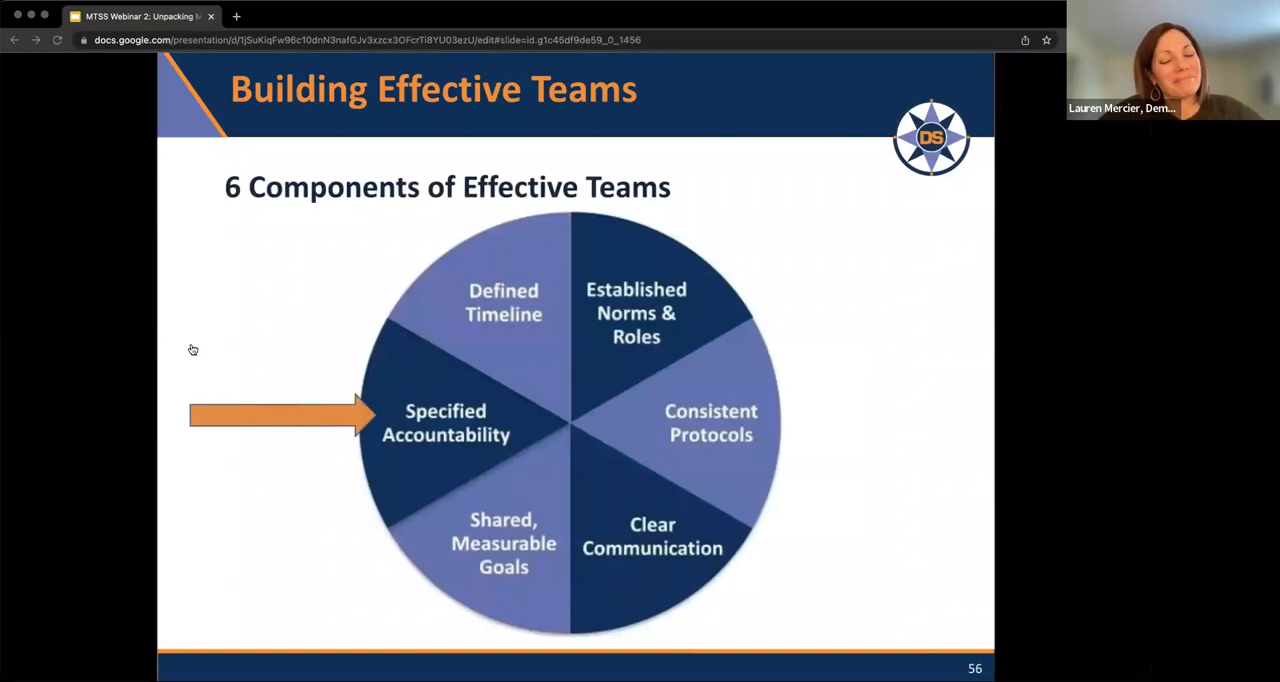 MTSS Webinar 2: Unpacking M
docs.google.com/presentation/d/1jSuKiqFw96c10dnN3nafGJv3xzcx3OFcrTi8YU03ezU/edit#slide=id.g1c45df9de59_0_1456
Lauren Mercier, Dem...
Building Effective Teams
DS
6 Components of Effective Teams
Defined
Timeline
Established
Norms &
Roles
Specified
Accountability
Consistent
Protocols
Shared,
Measurable
Goals
Clear
Communication
56